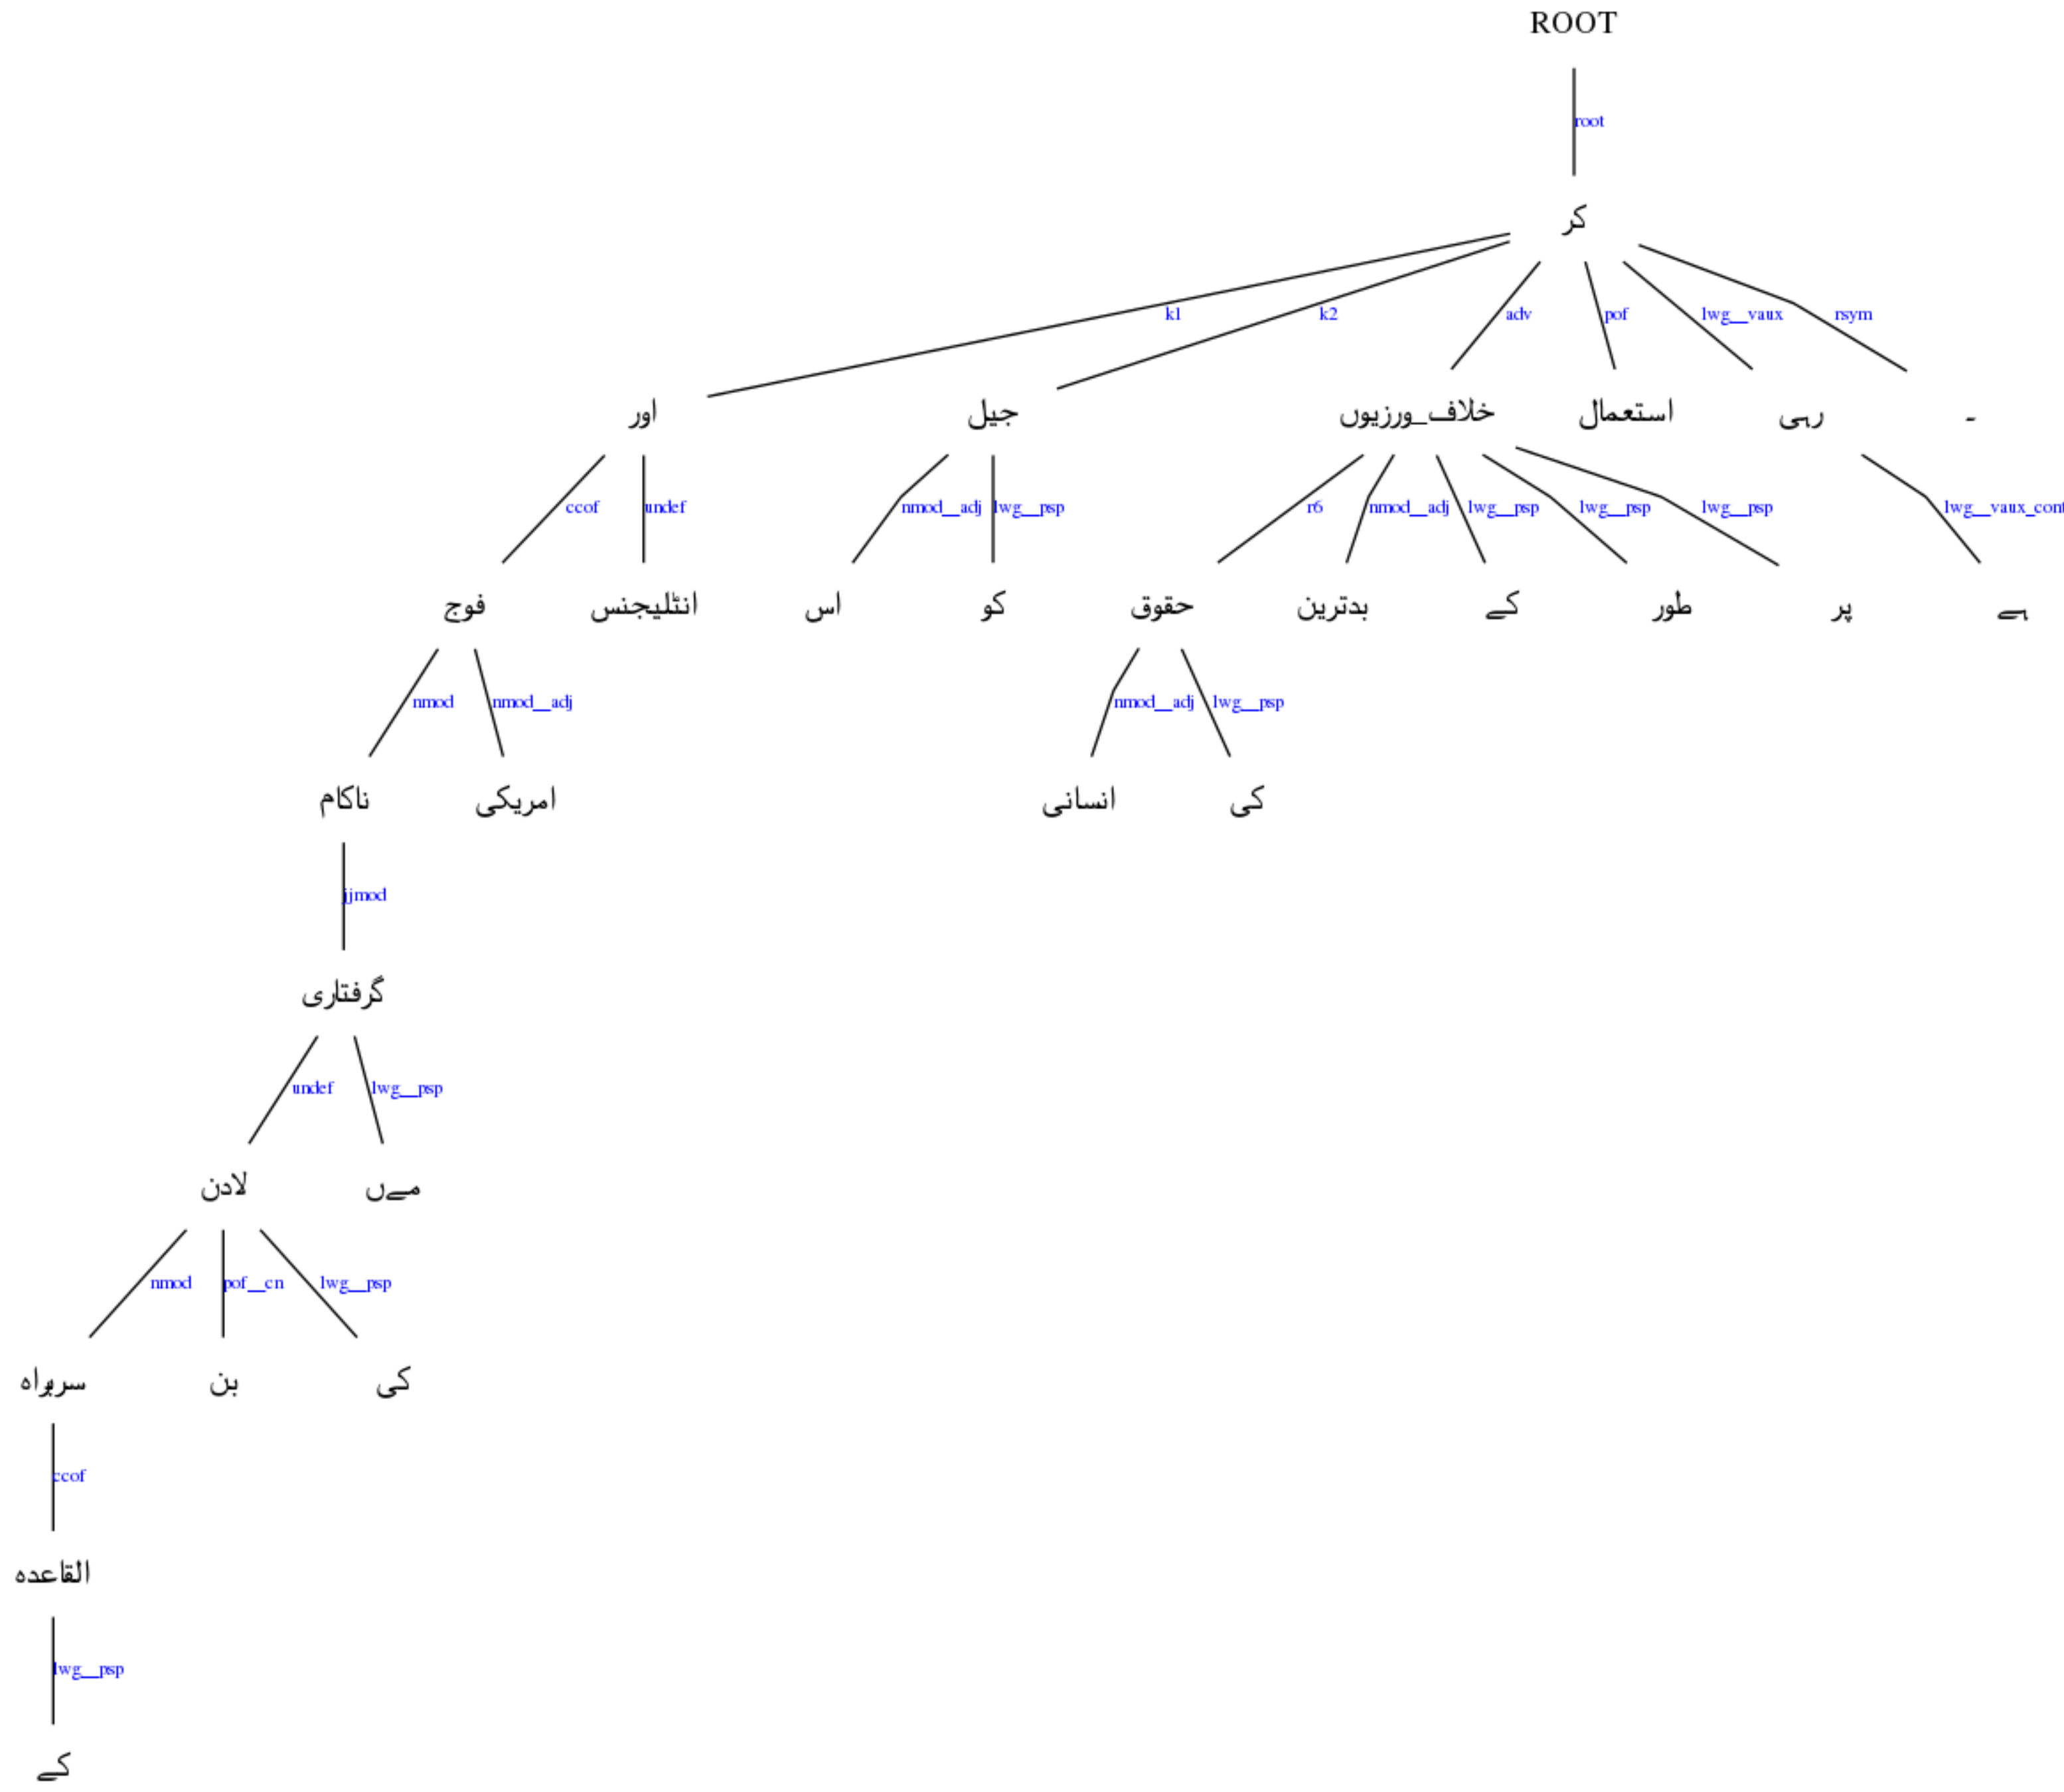 ROOT
root
کر
k1 k2 adv pof lwg__vaux rsym
اور جیل خلاف_ورزیوں استعمال رہی ۔
ccof undef nmod__adj lwg__psp r6 nmod__adj lwg__psp lwg__psp lwg__psp lwg__vaux_cont
فوج انٹلیجنس اس کو حقوق بدترین کے طور پر ہے
nmod nmod__adj nmod__adj lwg__psp
ناکام امریکی انسانی کی
jjmod
گرفتاری
undef lwg__psp
لادن مےں
nmod pof__cn lwg__psp
سربراہ بن کی
ccof
القاعدہ
lwg__psp
کے